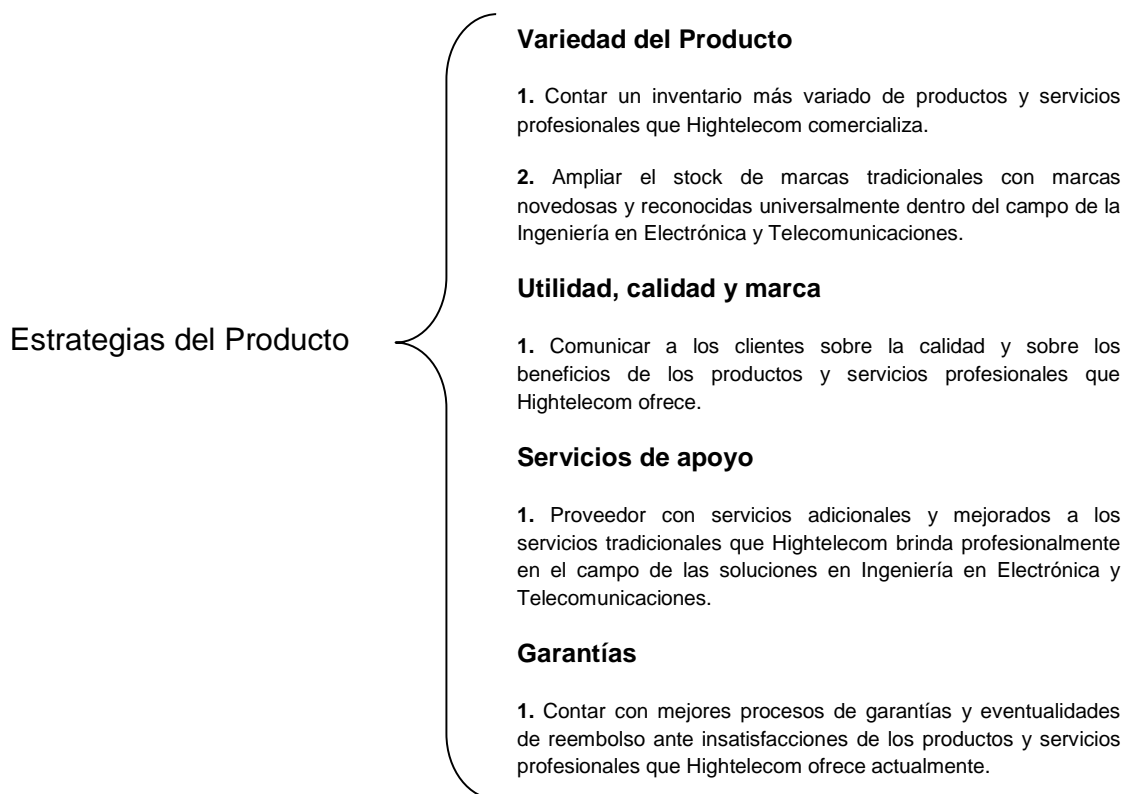 Variedad del Producto
1. Contar un inventario más variado de productos y servicios
profesionales que Hightelecom comercializa.
2. Ampliar el stock de marcas tradicionales con marcas
novedosas y reconocidas universalmente dentro del campo de la
Ingeniería en Electrónica y Telecomunicaciones.
Utilidad, calidad y marca
Estrategias del Producto
1. Comunicar a los clientes sobre la calidad y sobre los
beneficios de los productos y servicios profesionales que
Hightelecom ofrece.
Servicios de apoyo
1. Proveedor con servicios adicionales y mejorados a los
servicios tradicionales que Hightelecom brinda profesionalmente
en el campo de las soluciones en Ingeniería en Electrónica y
Telecomunicaciones.
Garantías
1. Contar con mejores procesos de garantías y eventualidades
de reembolso ante insatisfacciones de los productos y servicios
profesionales que Hightelecom ofrece actualmente.